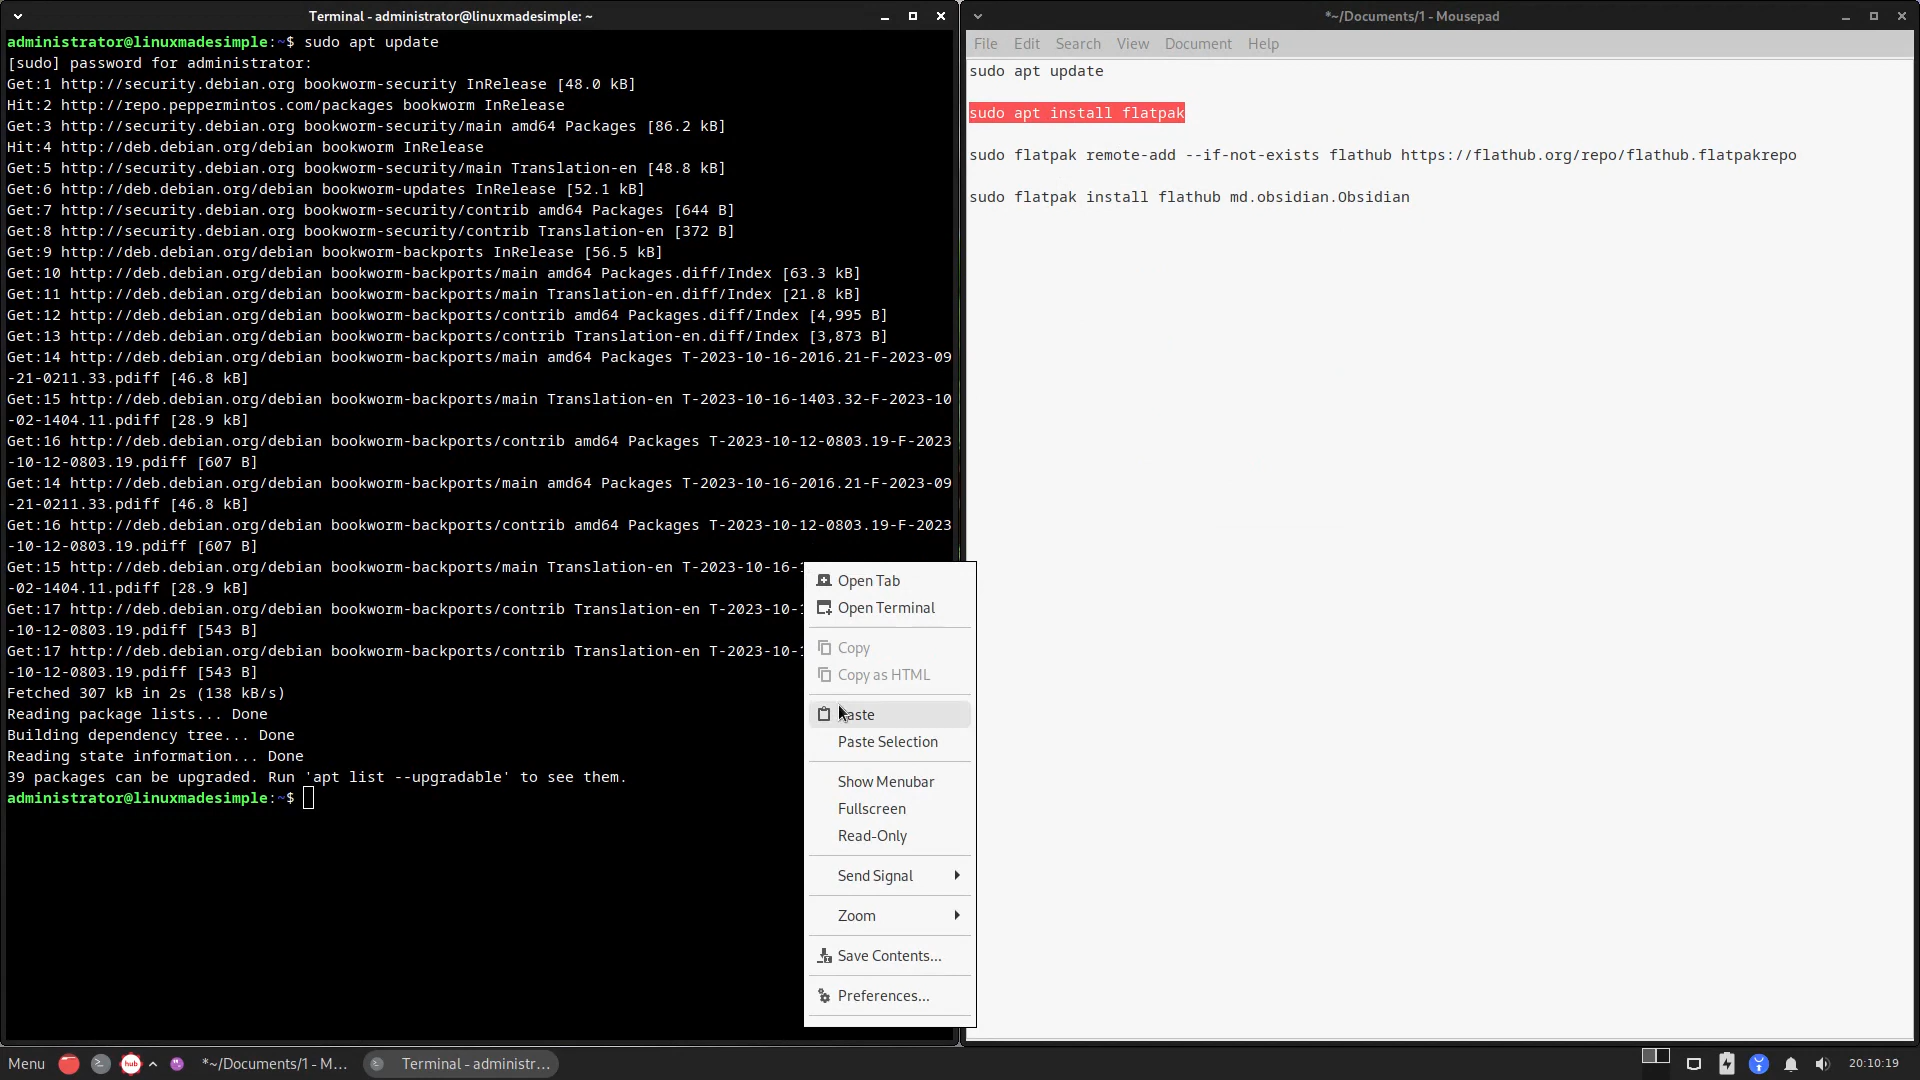 Terminal - administrator@linuxmadesimple: ~
administrator@linuxmadesimple:~$ sudo apt update
[sudo] password for administrator:
Get:1 http://security.debian.org bookworm-security InRelease [48.0 kB]
Hit:2 http://repo.peppermintos.com/packages bookworm InRelease
Get:3 http://security.debian.org bookworm-security/main amd64 Packages [86.2 kB]
Hit:4 http://deb.debian.org/debian bookworm InRelease
Get:5 http://security.debian.org bookworm-security/main Translation-en [48.8 kB]
Get:6 http://deb.debian.org/debian bookworm-updates InRelease [52.1 kB]
Get:7 http://security.debian.org bookworm-security/contrib amd64 Packages [644 B]
Get:8 http://security.debian.org bookworm-security/contrib Translation-en [372 B]
Get:9 http://deb.debian.org/debian bookworm-backports InRelease [56.5 kB]
Get:10 http://deb.debian.org/debian bookworm-backports/main amd64 Packages.diff/Index [63.3 kB]
Get:11 http://deb.debian.org/debian bookworm-backports/main Translation-en.diff/Index [21.8 kB]
Get:12 http://deb.debian.org/debian bookworm-backports/contrib amd64 Packages.diff/Index [4,995 B]
Get:13 http://deb.debian.org/debian bookworm-backports/contrib Translation-en.diff/Index [3,873 B]
Get:14 http://deb.debian.org/debian bookworm-backports/main amd64 Packages T-2023-10-16-2016.21-F-2023-09
-21-0211.33.pdiff [46.8 kB]
Get:15 http://deb.debian.org/debian bookworm-backports/main Translation-en T-2023-10-16-1403.32-F-2023-10
-02-1404.11.pdiff [28.9 kB]
Get:16 http://deb.debian.org/debian bookworm-backports/contrib amd64 Packages T-2023-10-12-0803.19-F-2023
-10-12-0803.19.pdiff [607 B]
Get:14 http://deb.debian.org/debian bookworm-backports/main amd64 Packages T-2023-10-16-2016.21-F-2023-09
-21-0211.33.pdiff [46.8 kB]
Get:16 http://deb.debian.org/debian bookworm-backports/contrib amd64 Packages T-2023-10-12-0803.19-F-2023
-10-12-0803.19.pdiff [607 B]
Get:15 http://deb.debian.org/debian bookworm-backports/main Translation-en T-2023-10-16-
-02-1404.11.pdiff [28.9 kB]
Get:17 http://deb.debian.org/debian bookworm-backports/contrib Translation-en T-2023-10-
-10-12-0803.19.pdiff [543 B]
Get:17 http://deb.debian.org/debian bookworm-backports/contrib Translation-en T-2023-10-
-10-12-0803.19.pdiff [543 B]
Fetched 307 kB in 2s (138 kB/s)
Reading package lists... Done
Building dependency tree... Done
Reading state information... Done
39 packages can be upgraded. Run 'apt list --upgradable' to see them.
administrator@linuxmadesimple:~$
Open Tab
Open Terminal
Copy
Copy as HTML
Paste
Paste Selection
Show Menubar
Fullscreen
Read-Only
Send Signal
Zoom
Save Contents...
Preferences...
*~/Documents/1 - Mousepad
File Edit Search View Document Help
sudo apt update
sudo apt install flatpak
sudo flatpak remote-add --if-not-exists flathub https://flathub.org/repo/flathub.flatpakrepo
sudo flatpak install flathub md.obsidian.Obsidian
Menu hub *~/Documents/1 - M... Terminal - administr... 20:10:19